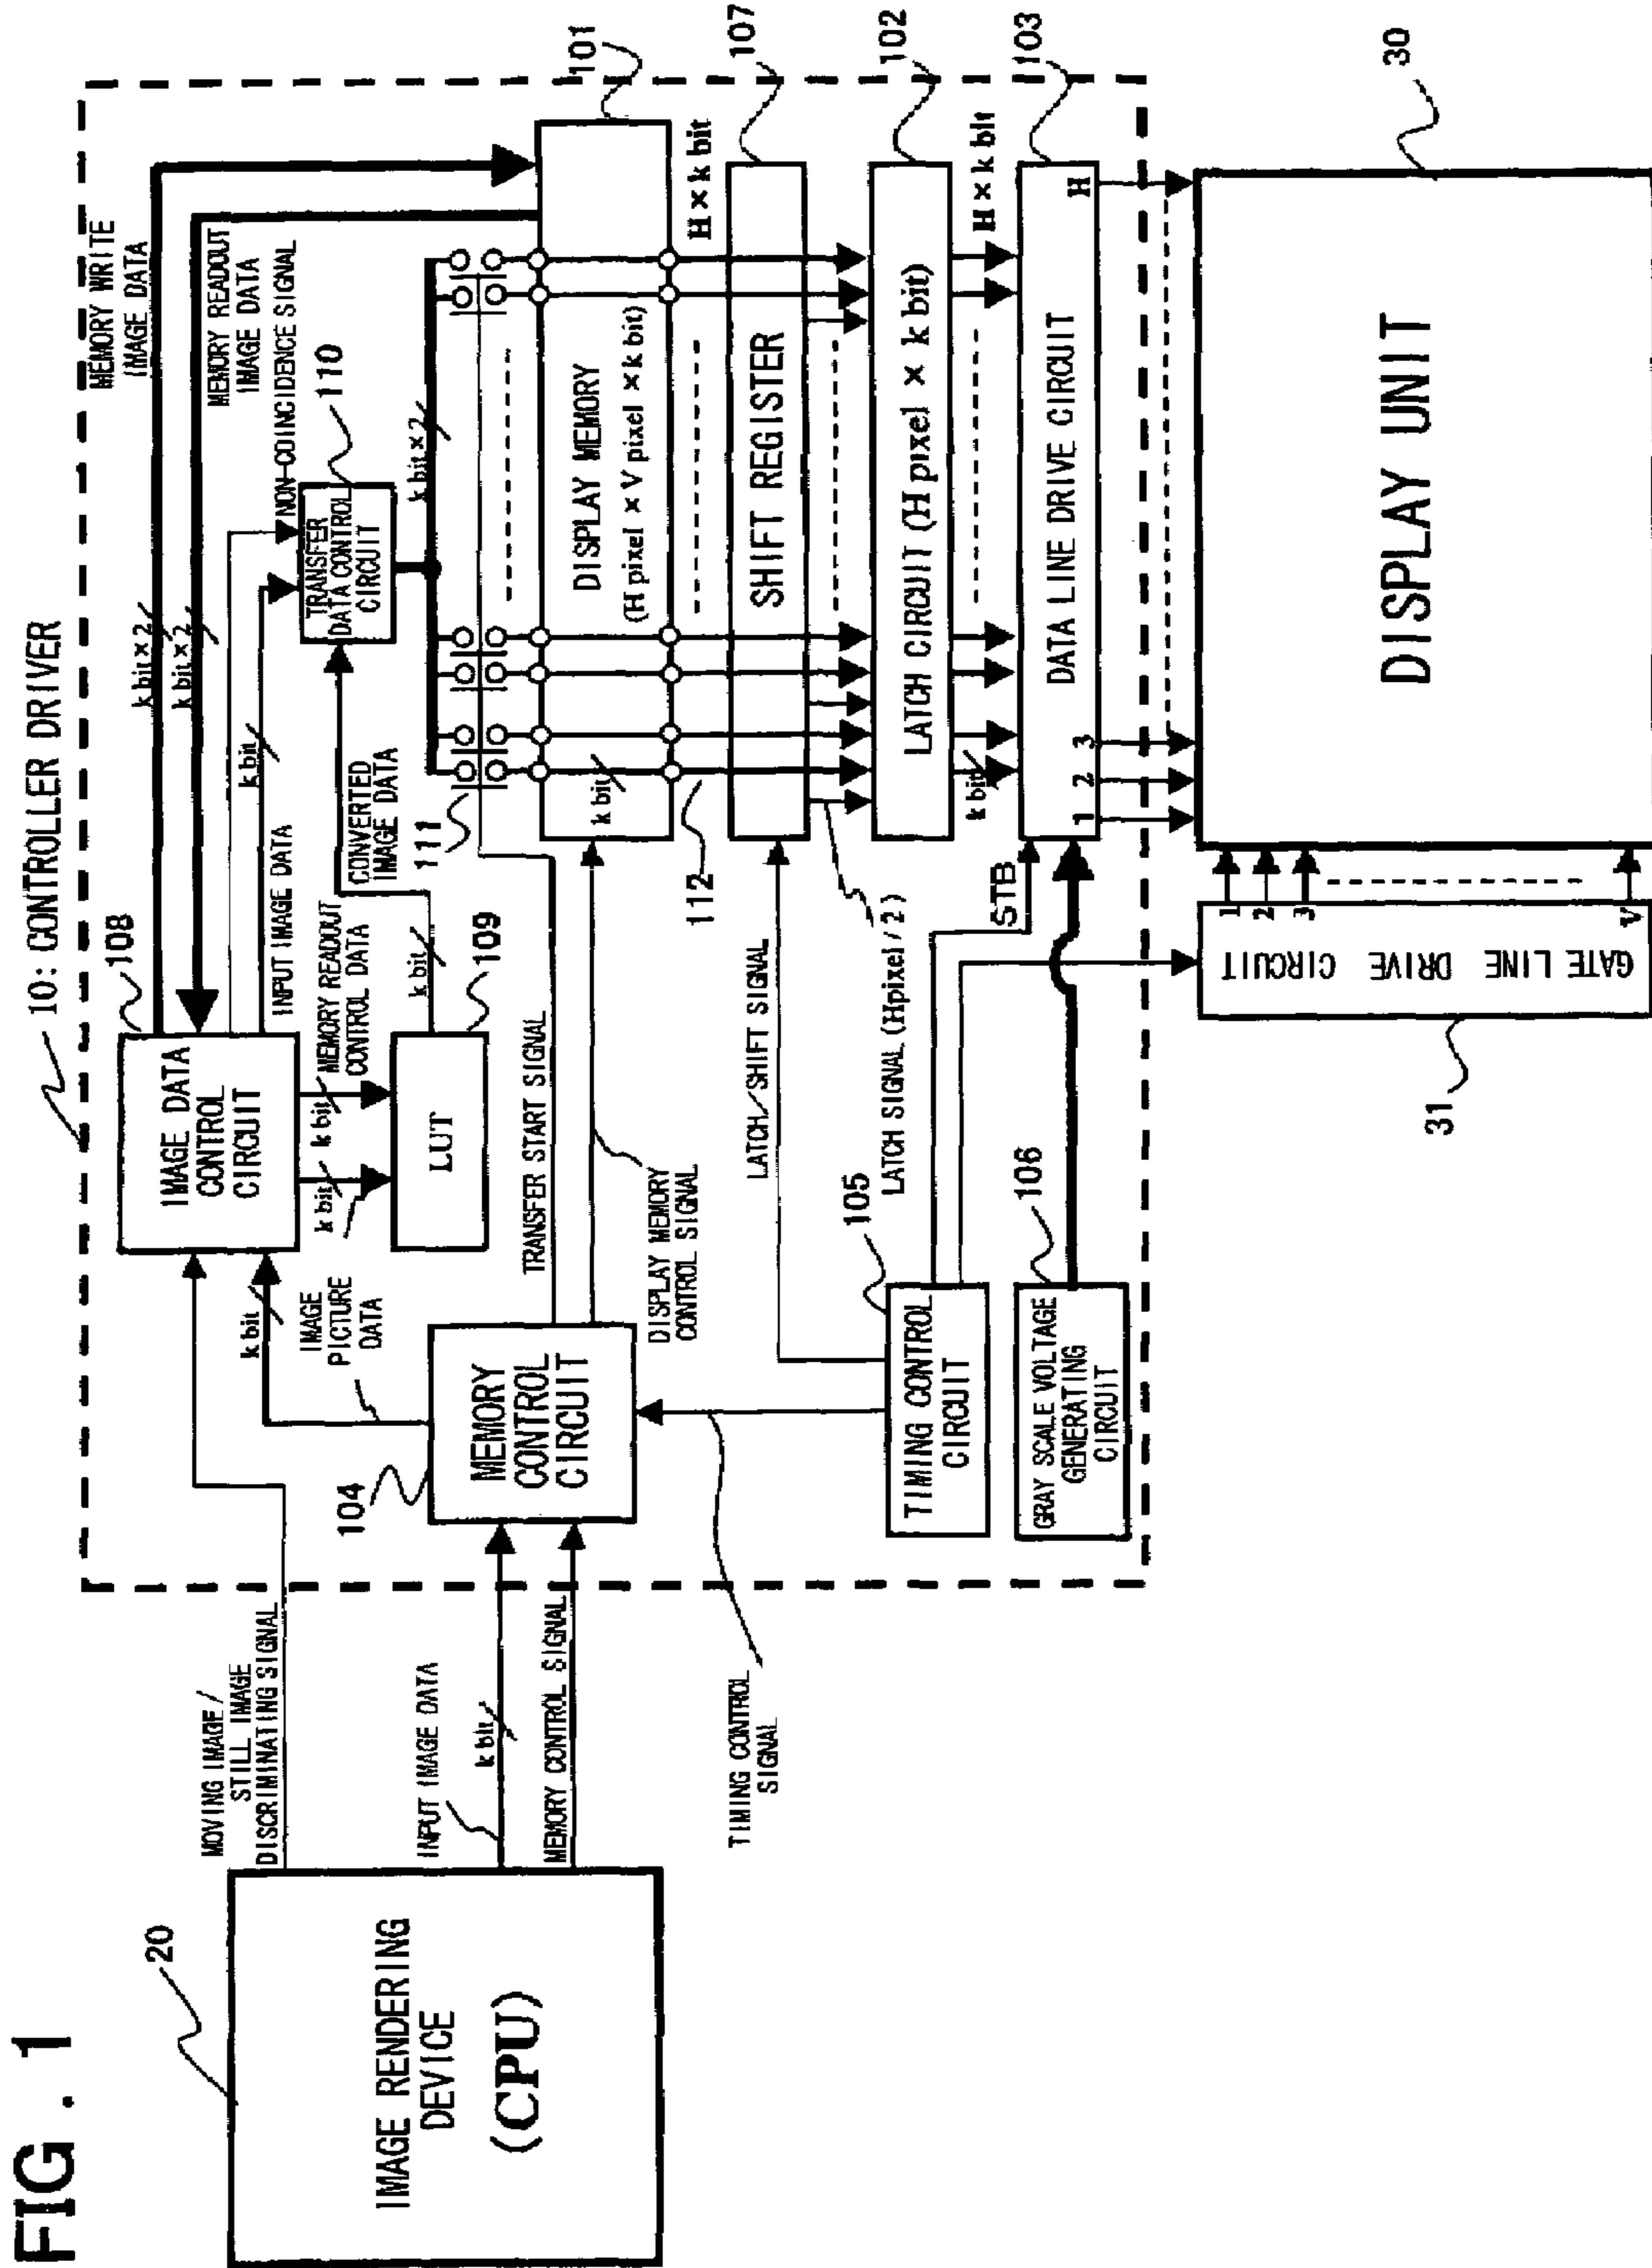 FIG. 1
10: CONTROLLER DRIVER
20
IMAGE RENDERING
DEVICE
(CPU)
MOVING IMAGE/
STILL IMAGE
DISCRIMINATING SIGNAL
INPUT IMAGE DATA
k bit
MEMORY CONTROL SIGNAL
TIMING CONTROL
SIGNAL
104
MEMORY
CONTROL
CIRCUIT
k bit
IMAGE
PICTURE
DATA
108
IMAGE DATA
CONTROL
CIRCUIT
k bit
k bit
MEMORY READOUT
CONTROL DATA
LUT
109
k bit
CONVERTED
IMAGE DATA
INPUT IMAGE DATA
k bit
k bit×2
k bit×2
MEMORY WRITE
IMAGE DATA
MEMORY READOUT
IMAGE DATA
NON-COINCIDENCE SIGNAL
110
TRANSFER
DATA CONTROL
CIRCUIT
k bit×2
111
TRANSFER START SIGNAL
DISPLAY MEMORY
CONTROL SIGNAL
101
DISPLAY MEMORY
(H pixel × V pixel × k bit)
k bit
112
H × k bit
107
SHIFT REGISTER
LATCH/SHIFT SIGNAL
LATCH SIGNAL (Hpixel/2)
102
LATCH CIRCUIT (H pixel × k bit)
k bit
H × k bit
103
DATA LINE DRIVE CIRCUIT
1 2 3 H
STB
105
TIMING CONTROL
CIRCUIT
106
GRAY SCALE VOLTAGE
GENERATING
CIRCUIT
31
GATE LINE DRIVE CIRCUIT
1
2
3
V
30
DISPLAY UNIT